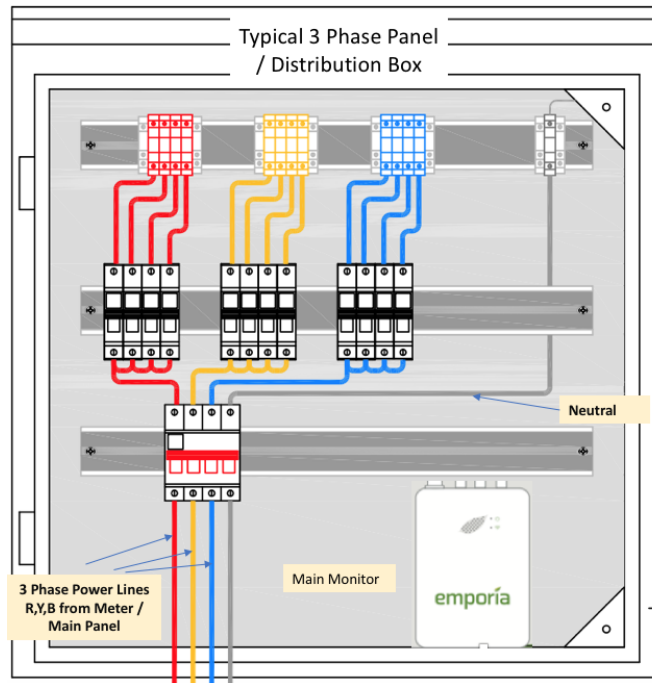 Typical 3 Phase Panel
/ Distribution Box
Neutral
3 Phase Power Lines
R,Y,B from Meter /
Main Panel
Main Monitor
emporia